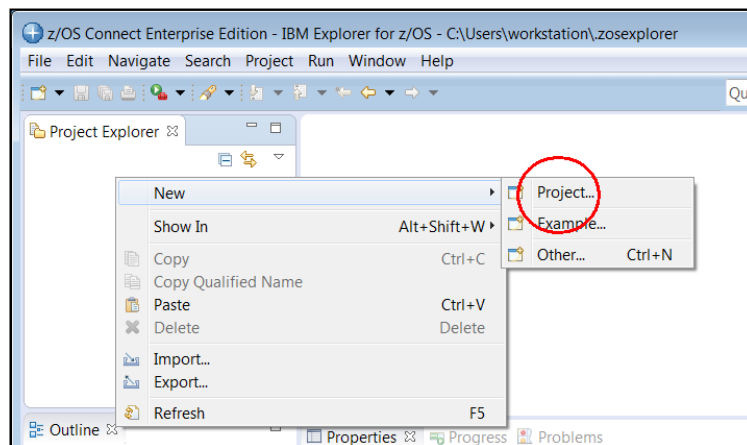 z/OS Connect Enterprise Edition - IBM Explorer for z/OS - C:\Users\workstation\.zosexplorer
File Edit Navigate Search Project Run Window Help
Qu
Project Explorer
New
Project...
Show In Alt+Shift+W
Example...
Other... Ctrl+N
Copy Ctrl+C
Copy Qualified Name
Paste Ctrl+V
Delete Delete
Import...
Export...
Refresh F5
Outline
Properties Progress Problems